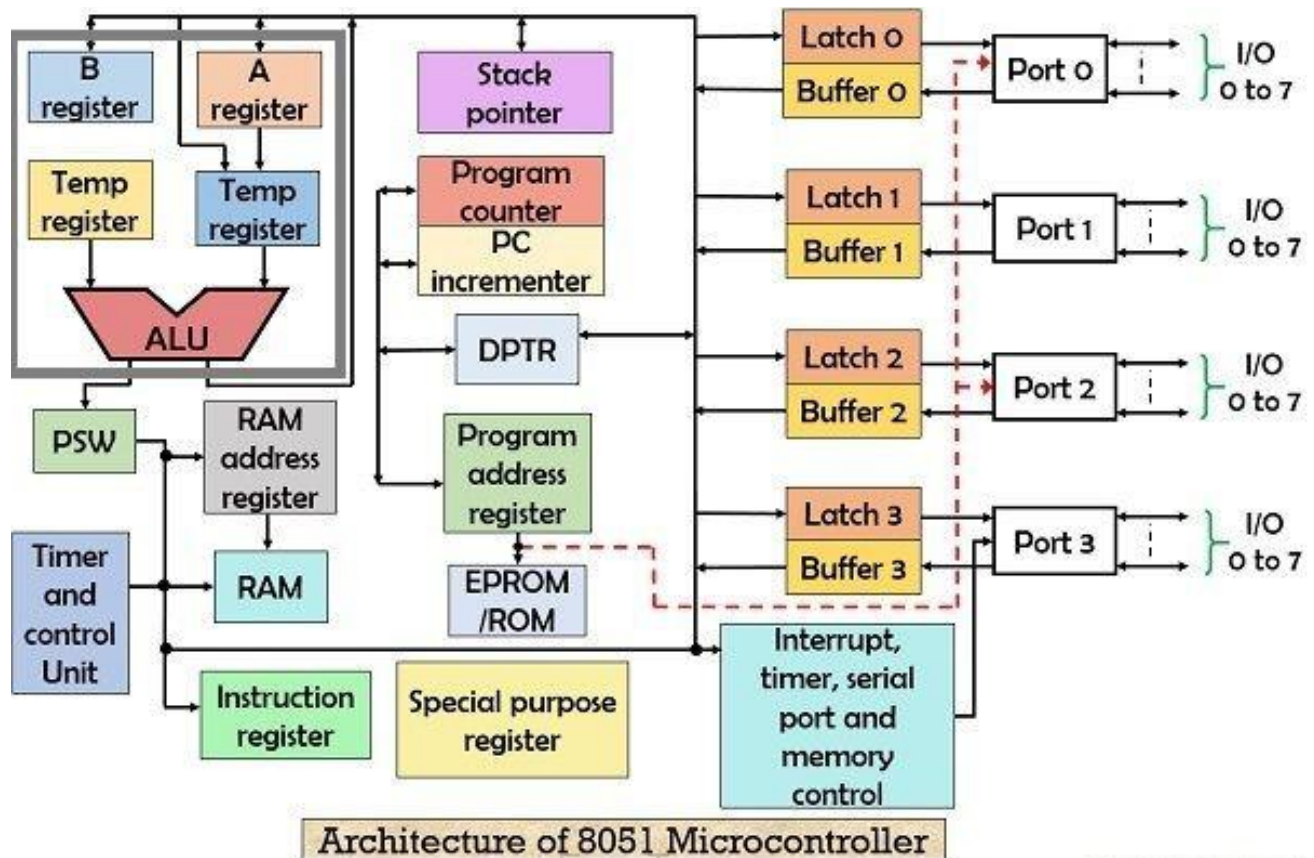 B
register
A
register
Temp
register
Temp
register
ALU
PSW
RAM
address
register
Timer
and
control
Unit
RAM
Instruction
register
Stack
pointer
Program
counter
PC
incrementer
DPTR
Program
address
register
EPROM
/ROM
Special purpose
register
Latch 0
Buffer 0
Port 0
I/O
0 to 7
Latch 1
Buffer 1
Port 1
I/O
0 to 7
Latch 2
Buffer 2
Port 2
I/O
0 to 7
Latch 3
Buffer 3
Port 3
I/O
0 to 7
Interrupt,
timer, serial
port and
memory
control
Architecture of 8051 Microcontroller